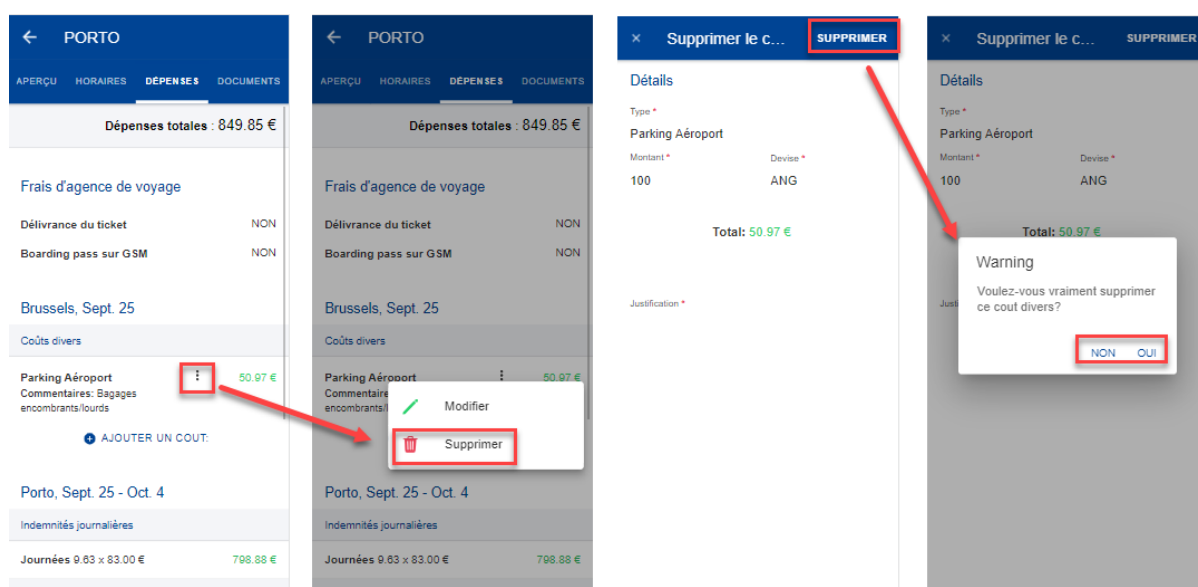 PORTO
APERÇU HORAIRES DÉPENSES DOCUMENTS
Dépenses totales : 849.85 €
Frais d'agence de voyage
Délivrance du ticket NON
Boarding pass sur GSM NON
Brussels, Sept. 25
Coûts divers
Parking Aéroport 50.97 €
Commentaires: Bagages
encombrants/lourds
AJOUTER UN COUT:
Porto, Sept. 25 - Oct. 4
Indemnités journalières
Journées 9.63 x 83.00 € 798.88 €
PORTO
APERÇU HORAIRES DÉPENSES DOCUMENTS
Dépenses totales : 849.85 €
Frais d'agence de voyage
Délivrance du ticket NON
Boarding pass sur GSM NON
Brussels, Sept. 25
Coûts divers
Parking Aéroport 50.97 €
Commentaire
encombrants/l
Modifier
Supprimer
Porto, Sept. 25 - Oct. 4
Indemnités journalières
Journées 9.63 x 83.00 € 798.88 €
× Supprimer le c... SUPPRIMER
Détails
Type *
Parking Aéroport
Montant * Devise *
100 ANG
Total: 50.97 €
Justification *
× Supprimer le c... SUPPRIMER
Détails
Type *
Parking Aéroport
Montant * Devise *
100 ANG
Total: 50.97 €
Justi
Warning
Voulez-vous vraiment supprimer
ce cout divers?
NON OUI